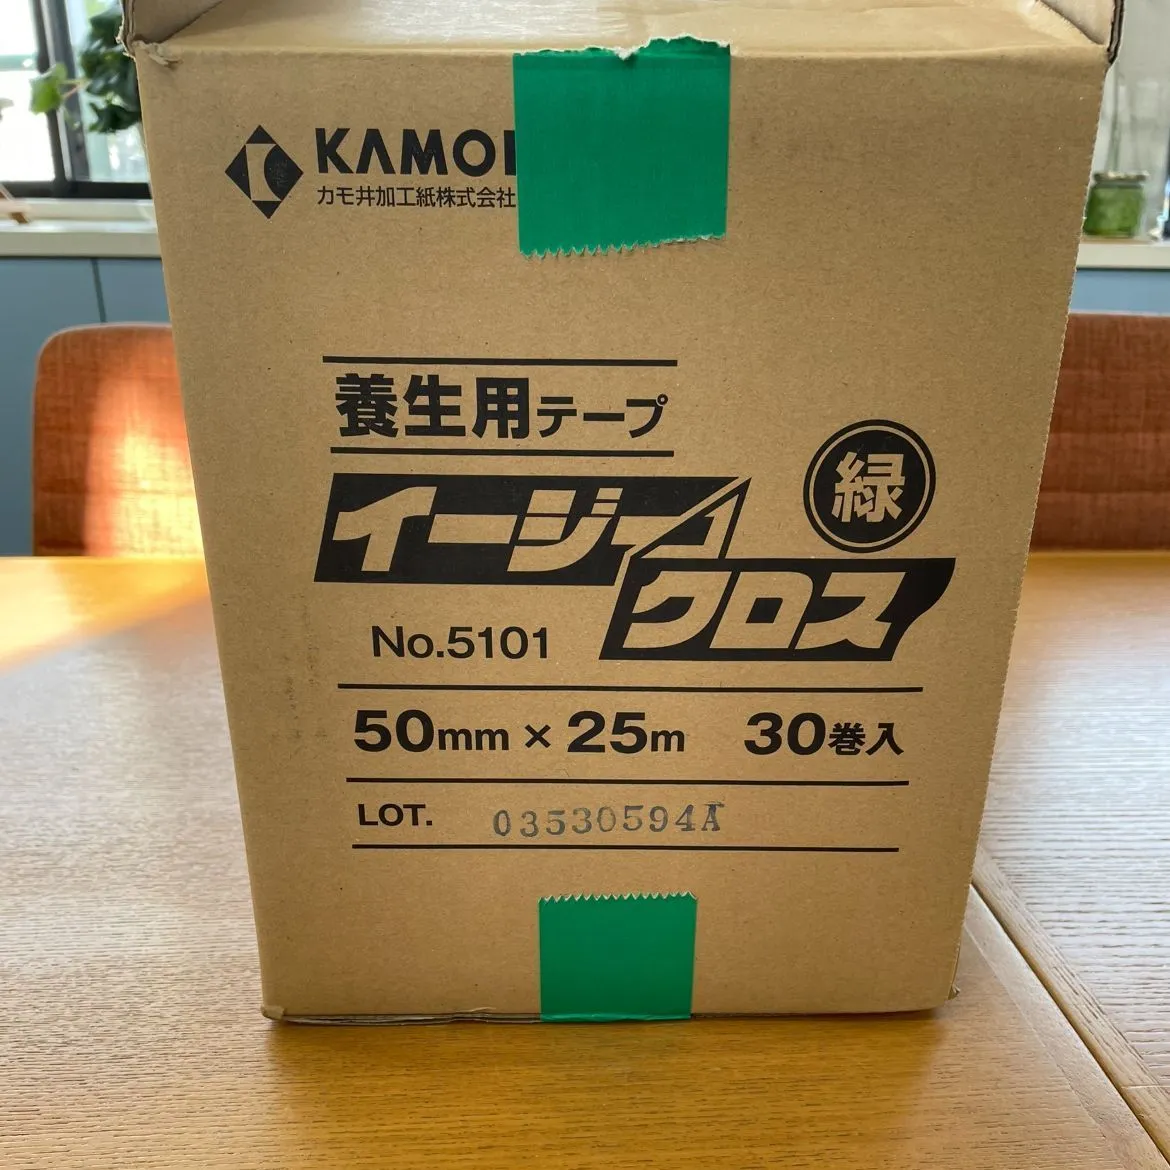 KAMOI
カモ井加工紙株式会社
養生用テープ
イージー
緑
クロス
No.5101
50mm × 25m 30巻入
LOT. 03530594A